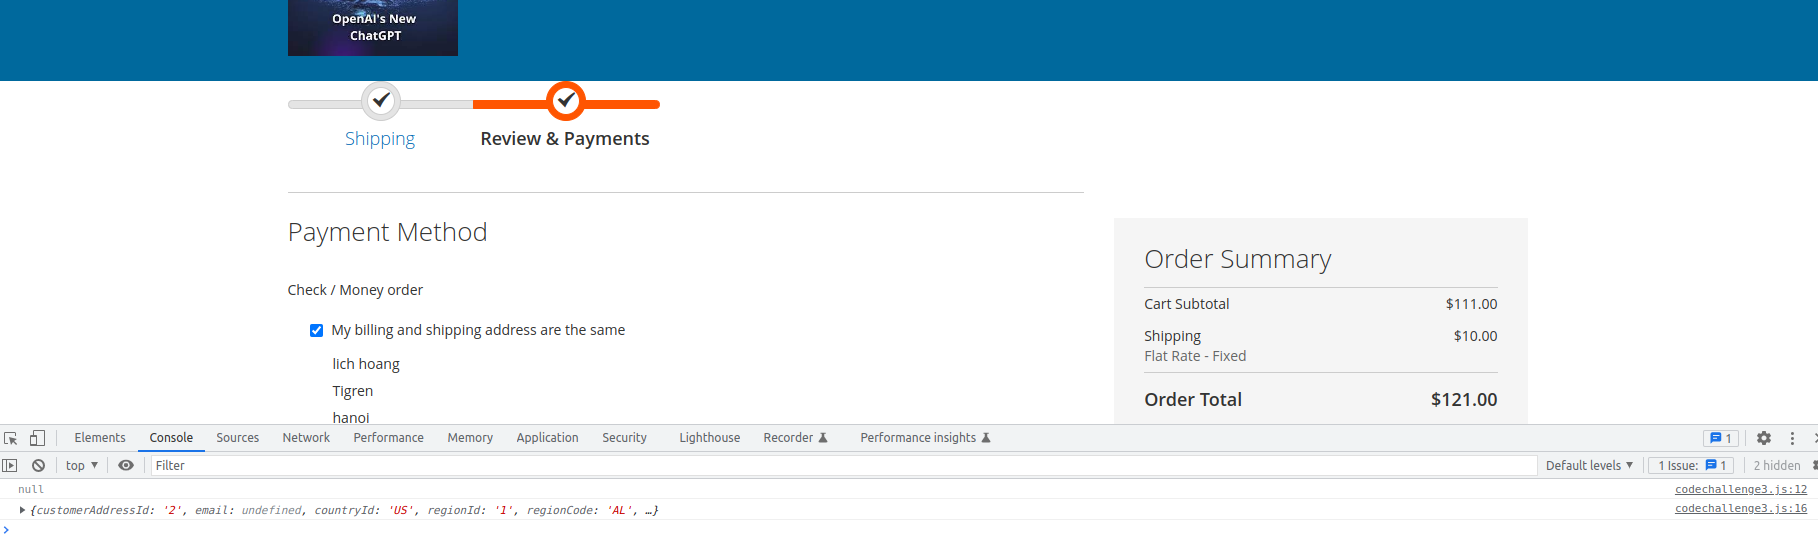 OpenAI's New
ChatGPT
Shipping
Review & Payments
Payment Method
Check / Money order
My billing and shipping address are the same
lich hoang
Tigren
hanoi
Order Summary
Cart Subtotal $111.00
Shipping $10.00
Flat Rate - Fixed
Order Total $121.00
Elements Console Sources Network Performance Memory Application Security Lighthouse Recorder Performance insights 1
top Filter Default levels 1 Issue: 1 2 hidden
null codechallenge3.js:12
{customerAddressId: '2', email: undefined, countryId: 'US', regionId: '1', regionCode: 'AL', …} codechallenge3.js:16